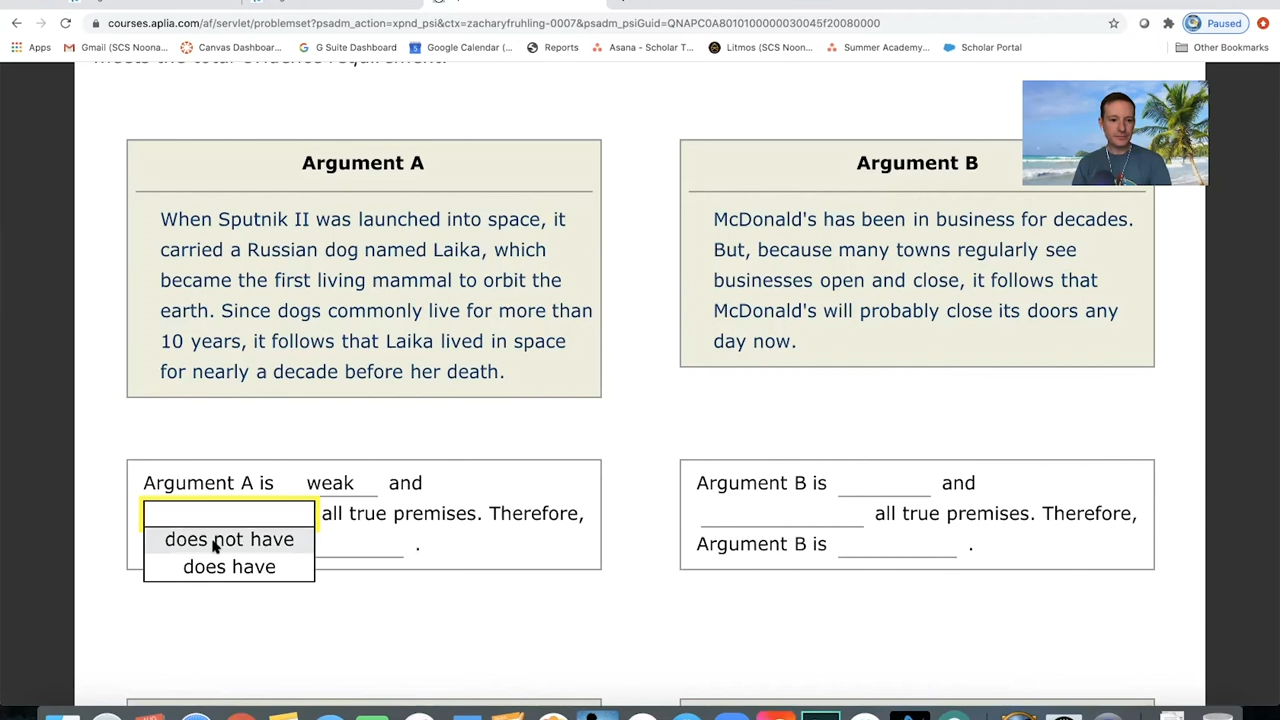 courses.aplia.com/af/servlet/problemset?psadm_action=xpnd_psi&ctx=zacharyfruhling-0007&psadm_psiGuid=QNAPC0A8010100000030045f20080000
Paused
Apps
Gmail (SCS Noona...
Canvas Dashboar...
G Suite Dashboard
Google Calendar (...
Reports
Asana - Scholar T...
Litmos (SCS Noon...
Summer Academy...
Scholar Portal
Other Bookmarks
meets the total evidence requirement.
Argument A
When Sputnik II was launched into space, it
carried a Russian dog named Laika, which
became the first living mammal to orbit the
earth. Since dogs commonly live for more than
10 years, it follows that Laika lived in space
for nearly a decade before her death.
Argument B
McDonald's has been in business for decades.
But, because many towns regularly see
businesses open and close, it follows that
McDonald's will probably close its doors any
day now.
Argument A is weak and
all true premises. Therefore,
.
does not have
does have
Argument B is and
all true premises. Therefore,
Argument B is .